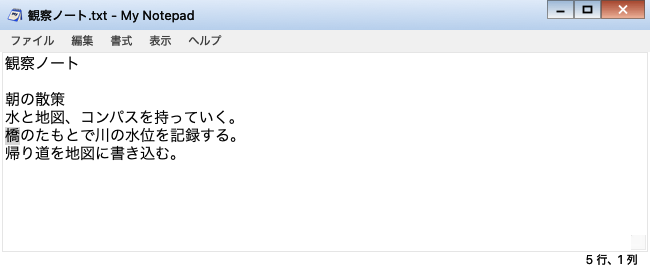 観察ノート.txt - My Notepad
ファイル 編集 書式 表示 ヘルプ
観察ノート
朝の散策
水と地図、コンパスを持っていく。
橋のたもとで川の水位を記録する。
帰り道を地図に書き込む。
5 行、1 列